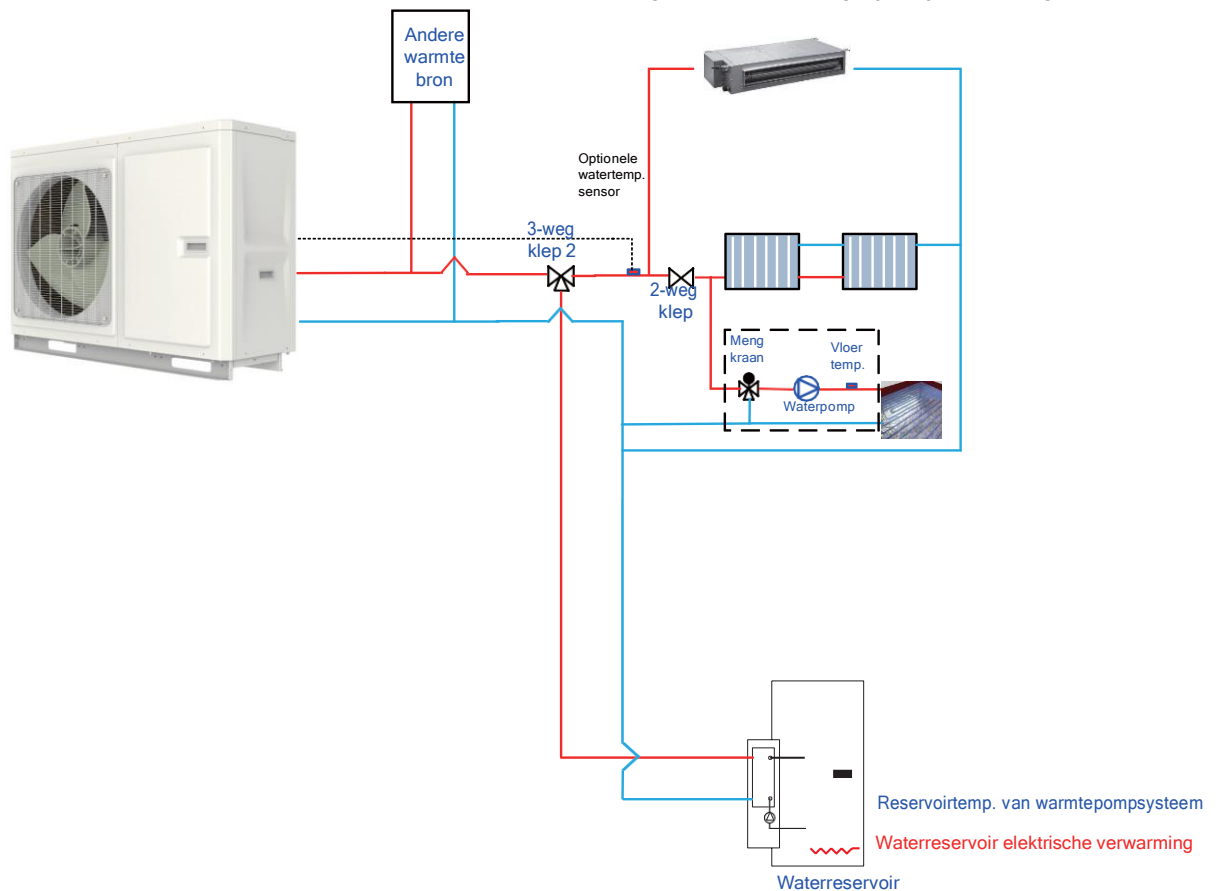 Andere
warmte
bron
Optionele
watertemp.
sensor
3-weg
klep 2
2-weg
klep
Meng
kraan
Vloer
temp.
Waterpomp
Reservoirtemp. van warmtepompsysteem
Waterreservoir elektrische verwarming
Waterreservoir